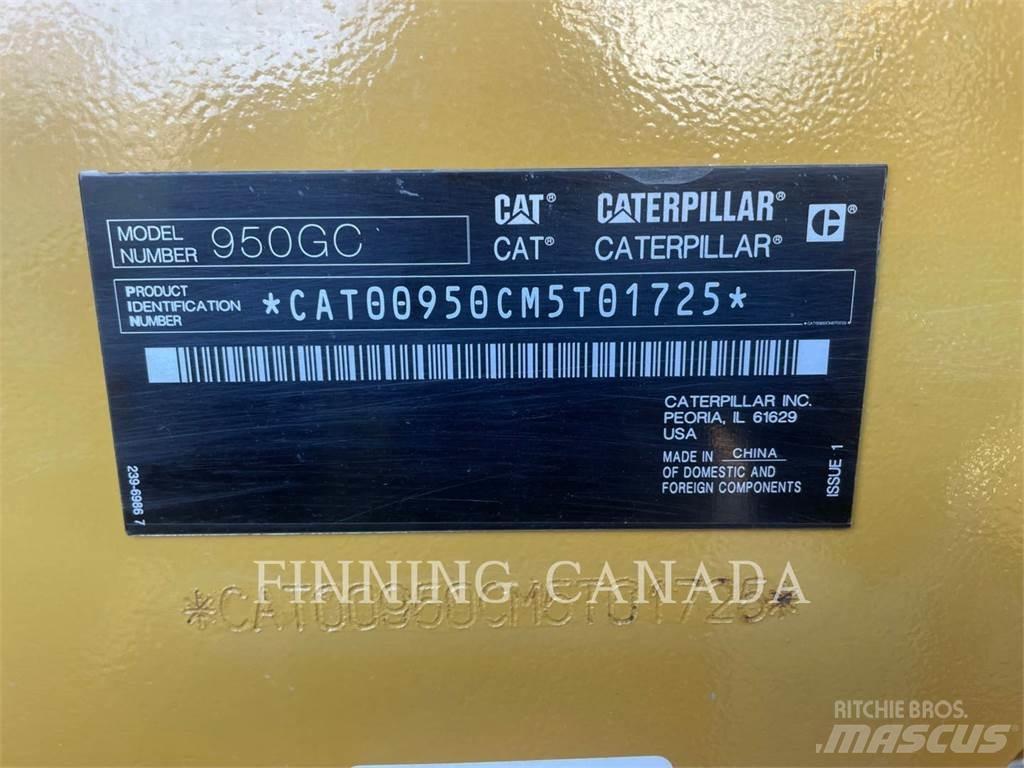 MODEL NUMBER 950GC
CAT® CATERPILLAR®
CAT® CATERPILLAR®
PRODUCT IDENTIFICATION NUMBER *CAT00950CM5T01725*
CATERPILLAR INC.
PEORIA, IL 61629
USA
MADE IN CHINA
OF DOMESTIC AND
FOREIGN COMPONENTS
ISSUE 1
239-6986 7
FINNING CANADA
*CAT00950CM5T01725*
RITCHIE BROS.
MASCUS